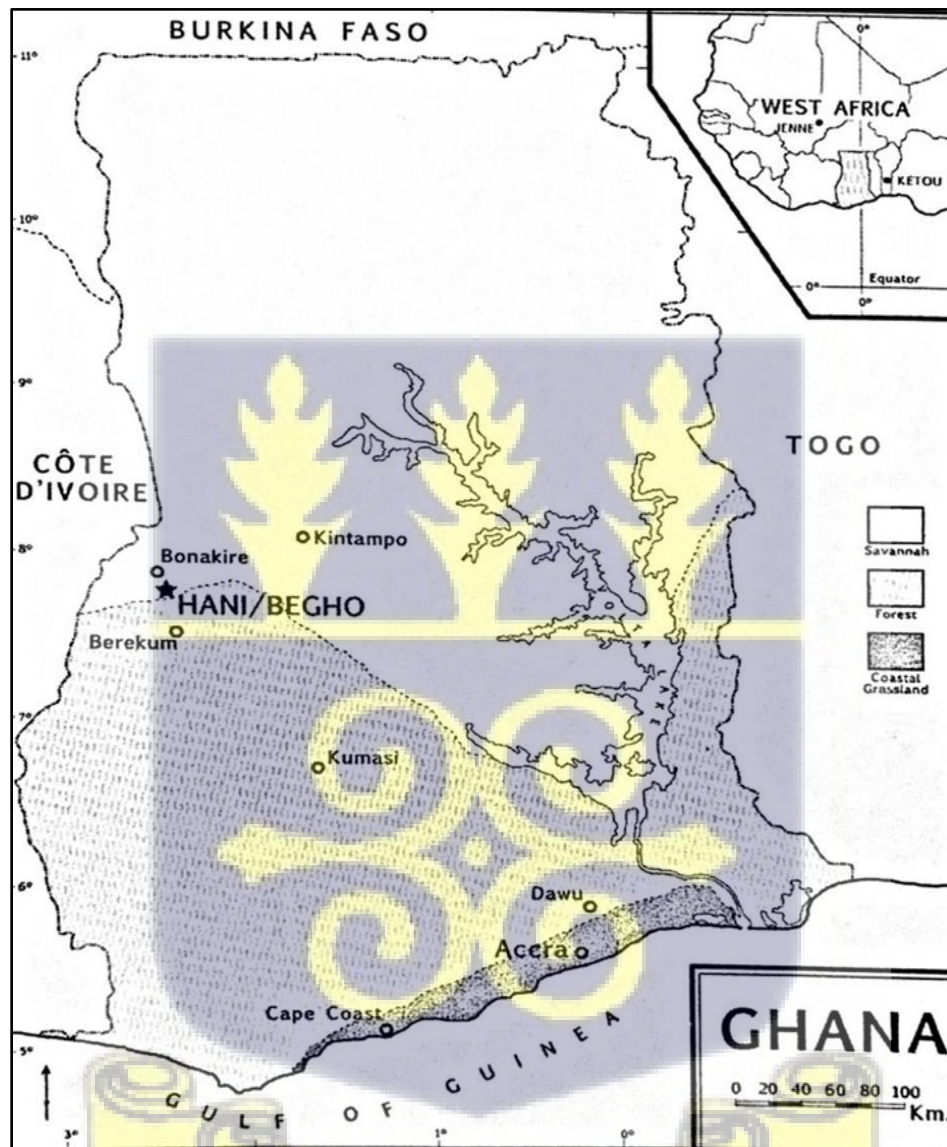 BURKINA FASO
11°
0°
WEST AFRICA
JENNE
KETOU
10°
Equator
0°
0°
9°
TOGO
CÔTE
D'IVOIRE
Savannah
Kintampo
8°
Bonakire
HANI/BEGHO
Forest
Berekum
Coastal
Grassland
7°
LAKE
Kumasi
6°
Dawu
Accra
Cape Coast
GHANA
5°
GULF OF GUINEA
0 20 40 60 80 100
Km.
3°
1°
0°